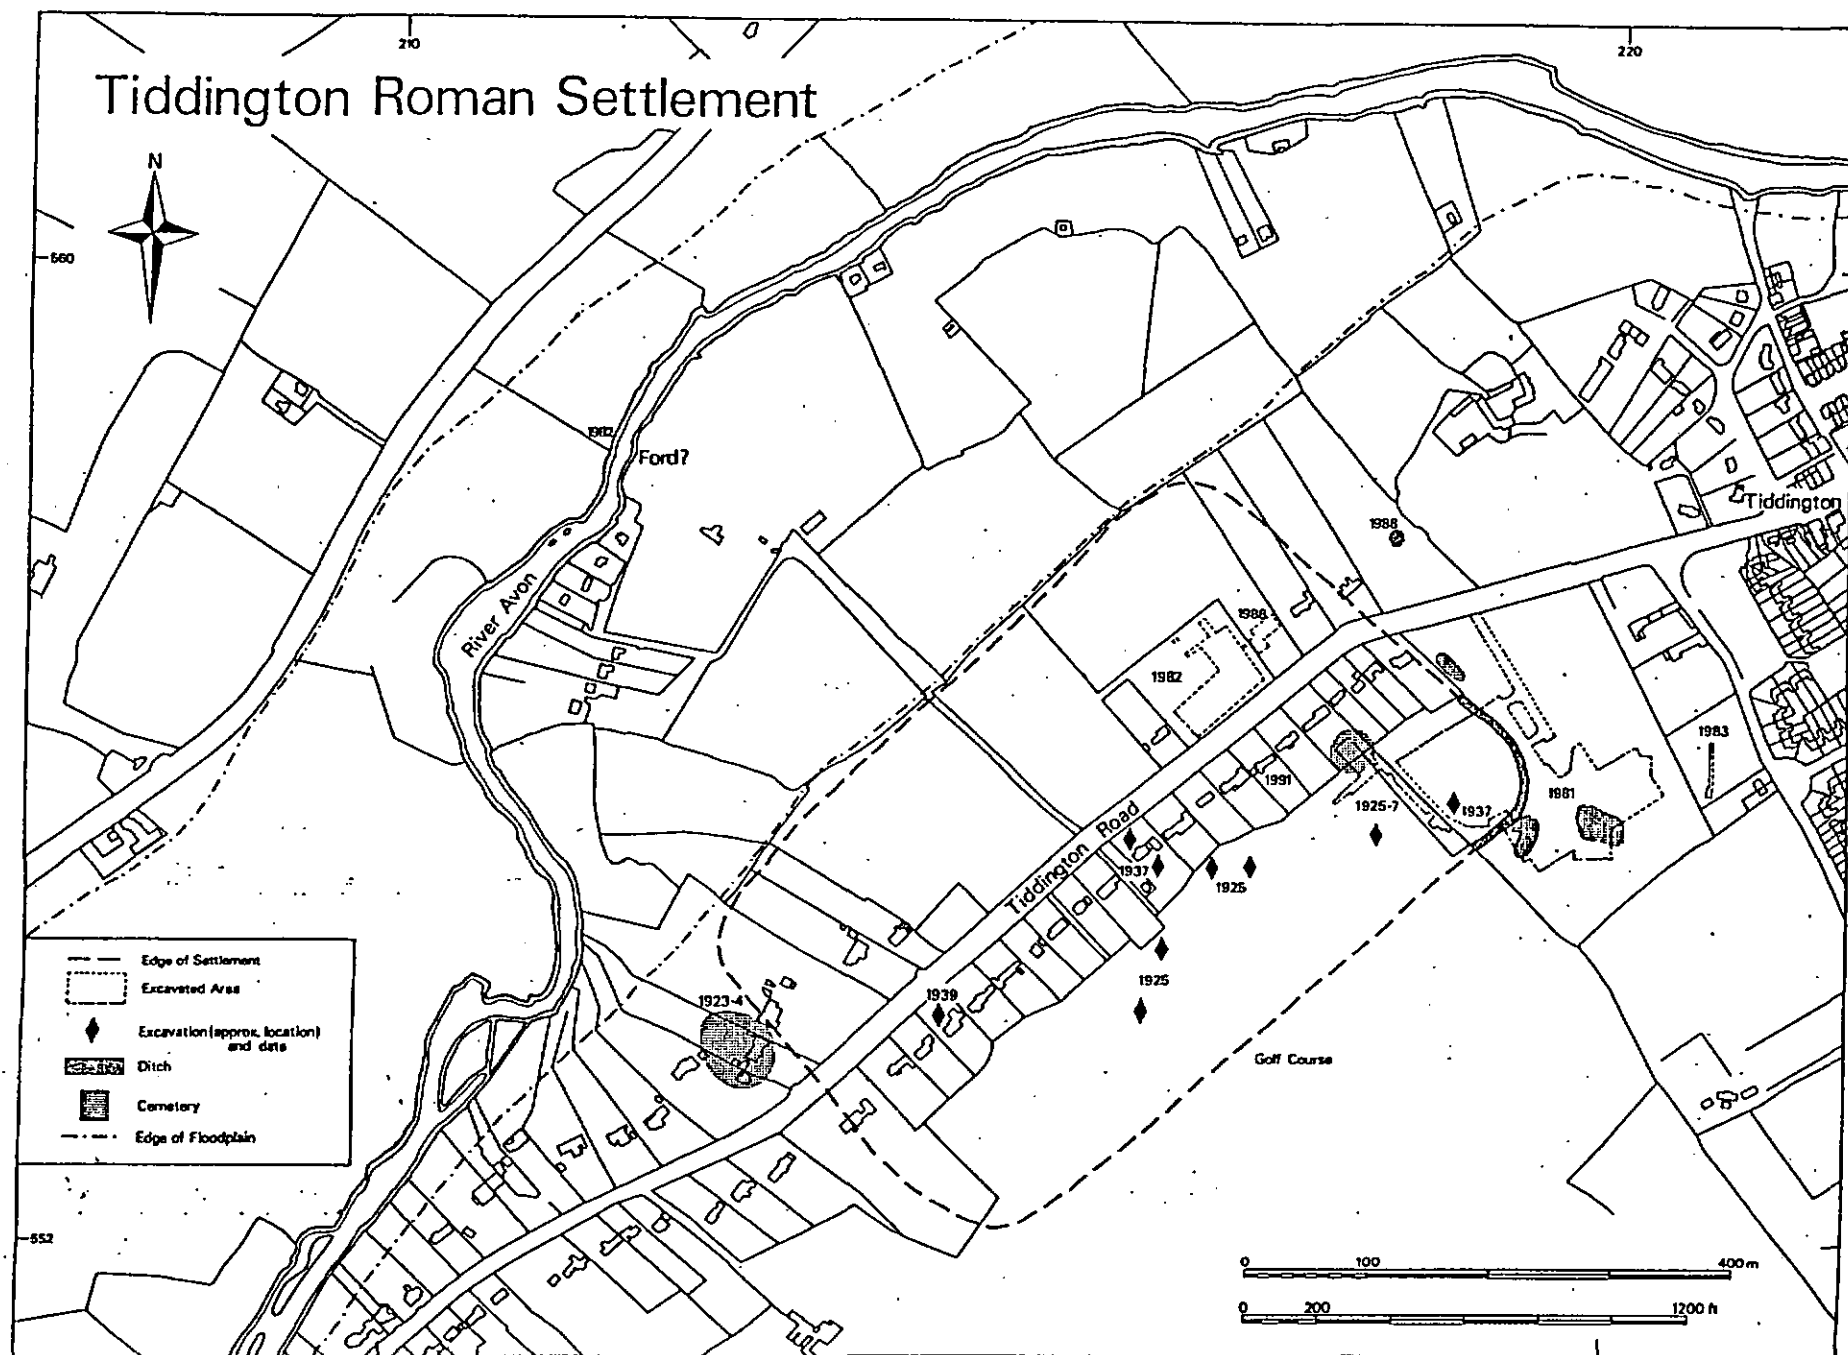 210
220
Tiddington Roman Settlement
N
560
1982
Ford?
Tiddington
1988
River Avon
1988
1982
1983
1991
1981
1925-7
1937
Tiddington Road
1937
1925
1925
1923-4
1939
Golf Course
Edge of Settlement
Excavated Area
Excavation (approx. location)
and date
Ditch
Cemetery
Edge of Floodplain
552
0 100 400 m
0 200 1200 ft